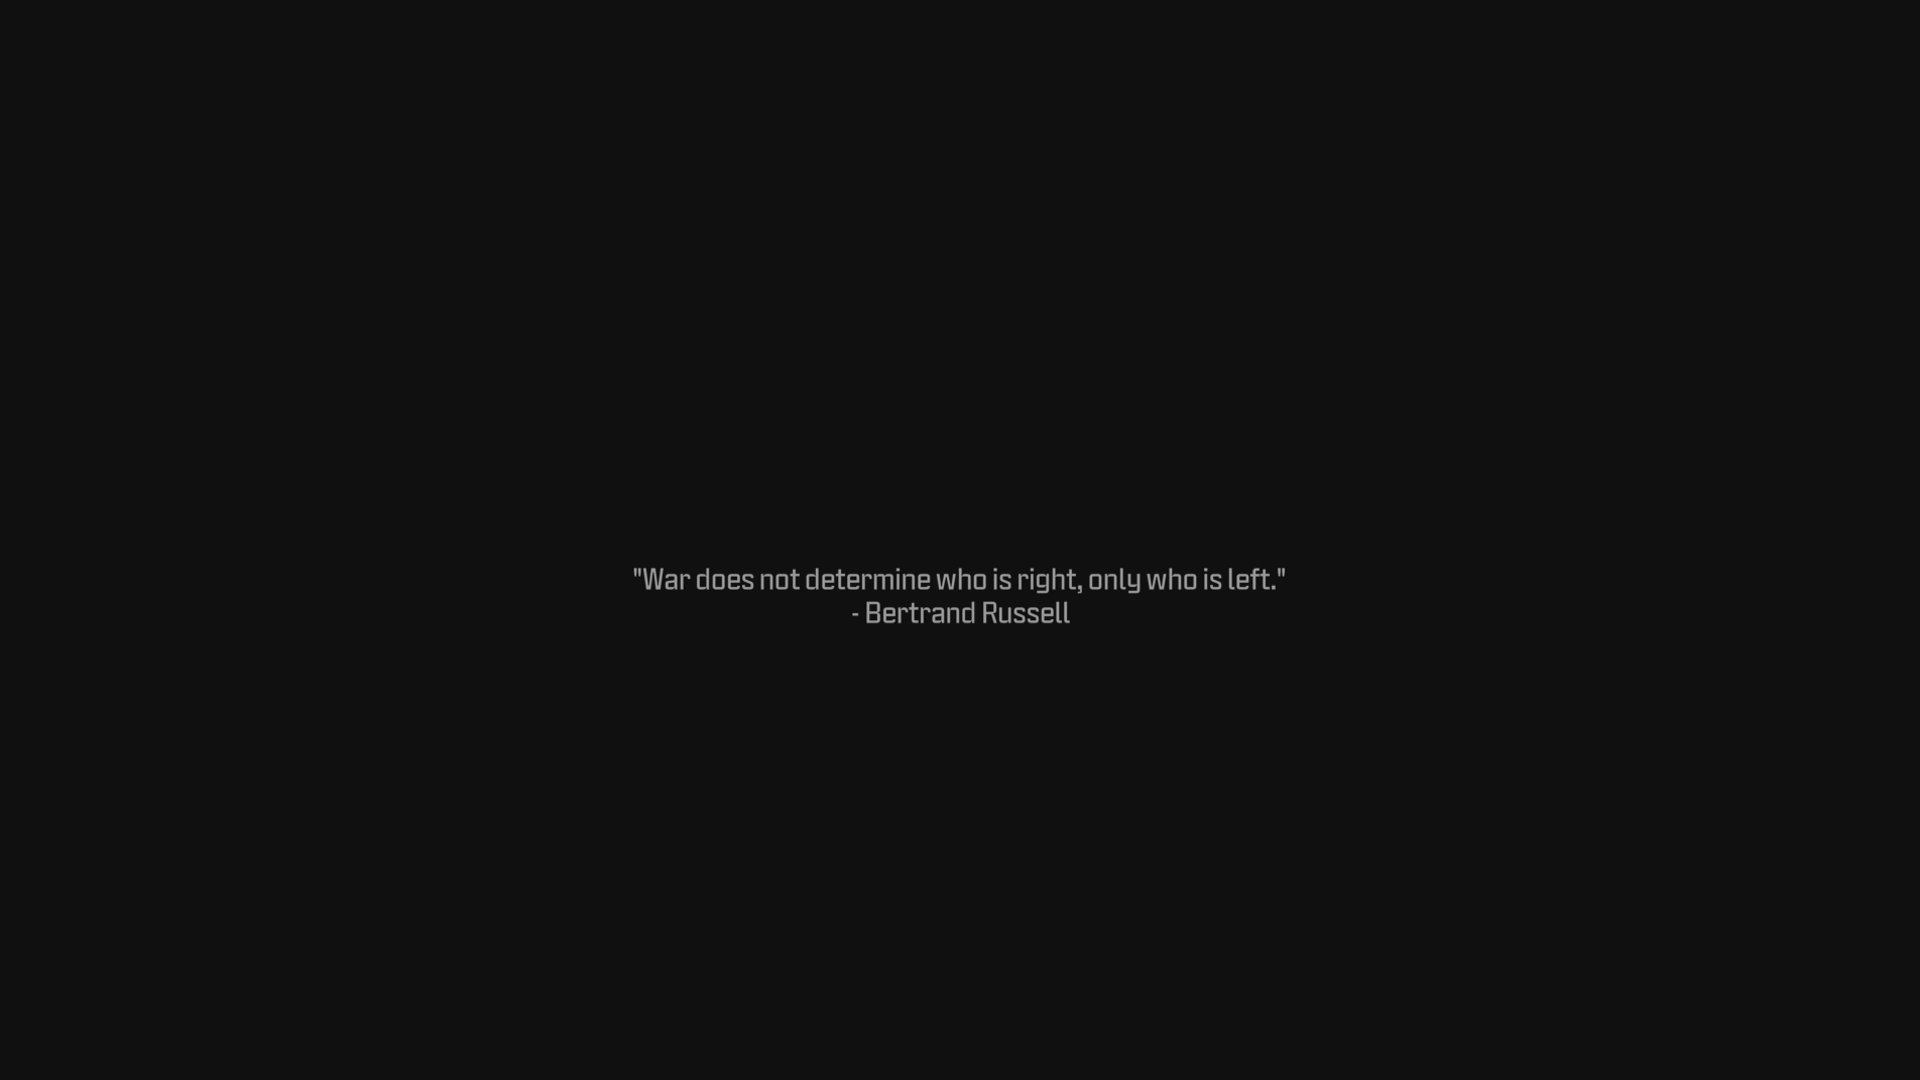 "War does not determine who is right, only who is left."
- Bertrand Russell